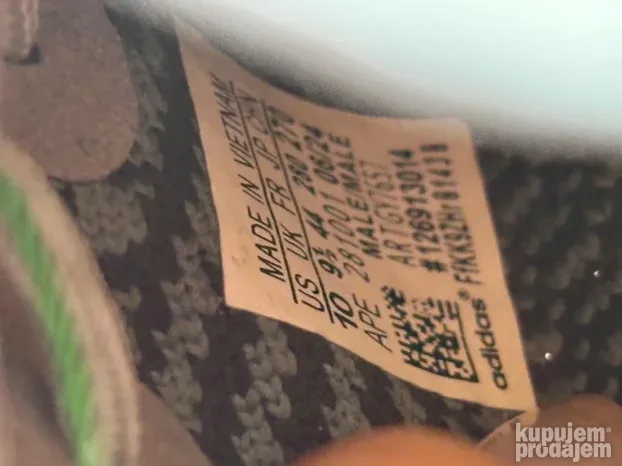 MADE IN VIETNAM
US UK FR JP CHN
10 9½ 44 280 270
APE 281001 06/24
MALE/MALE
ART GY7657
#126913014
adidas®
kupujem
prodajem